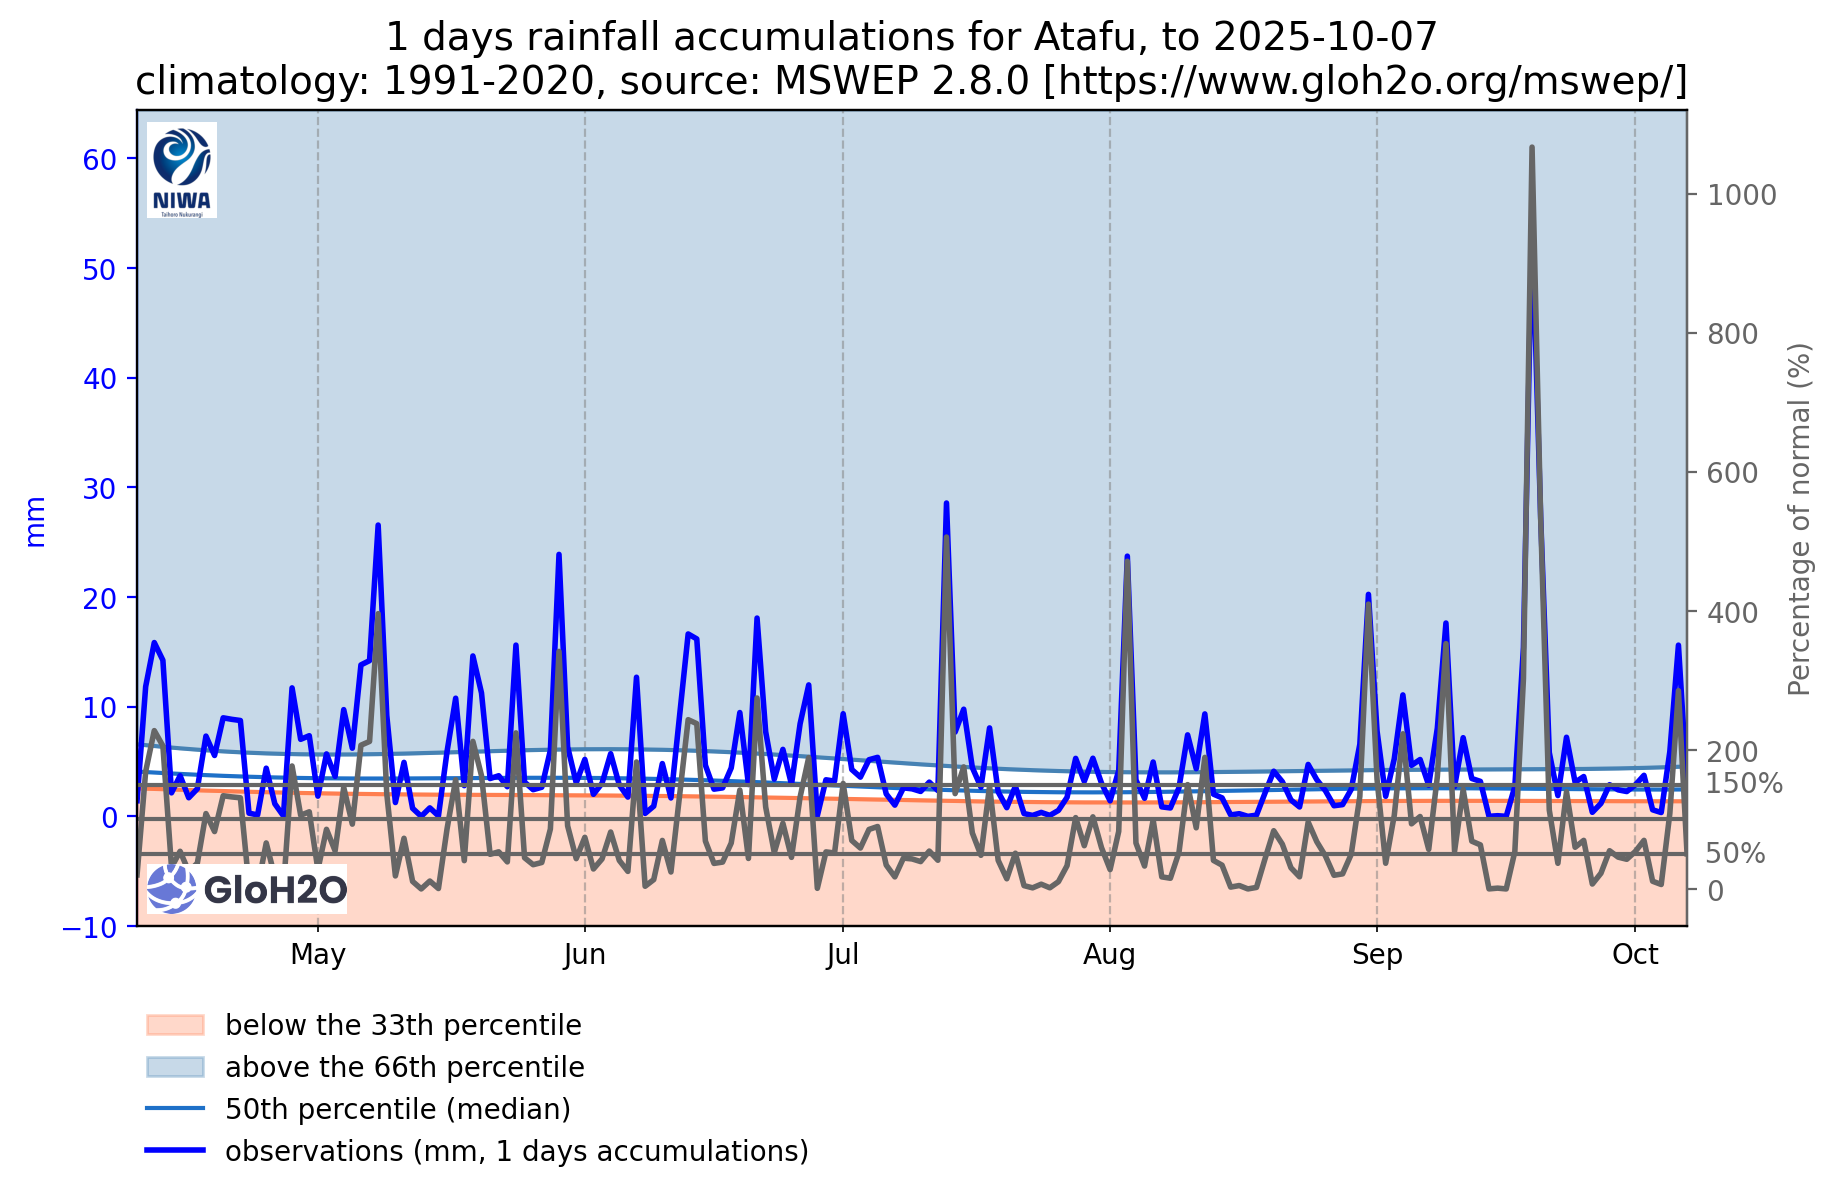 1 days rainfall accumulations for Atafu, to 2025-10-07
climatology: 1991-2020, source: MSWEP 2.8.0 [https://www.gloh2o.org/mswep/]
NIWA
Taihoro Nukurangi
60
50
40
30
20
10
0
−10
mm
1000
800
600
400
200
150%
50%
0
Percentage of normal (%)
GloH2O
May
Jun
Jul
Aug
Sep
Oct
below the 33th percentile
above the 66th percentile
50th percentile (median)
observations (mm, 1 days accumulations)